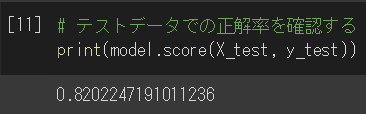 [11] # テストデータでの正解率を確認する
print(model.score(X_test, y_test))
0.8202247191011236